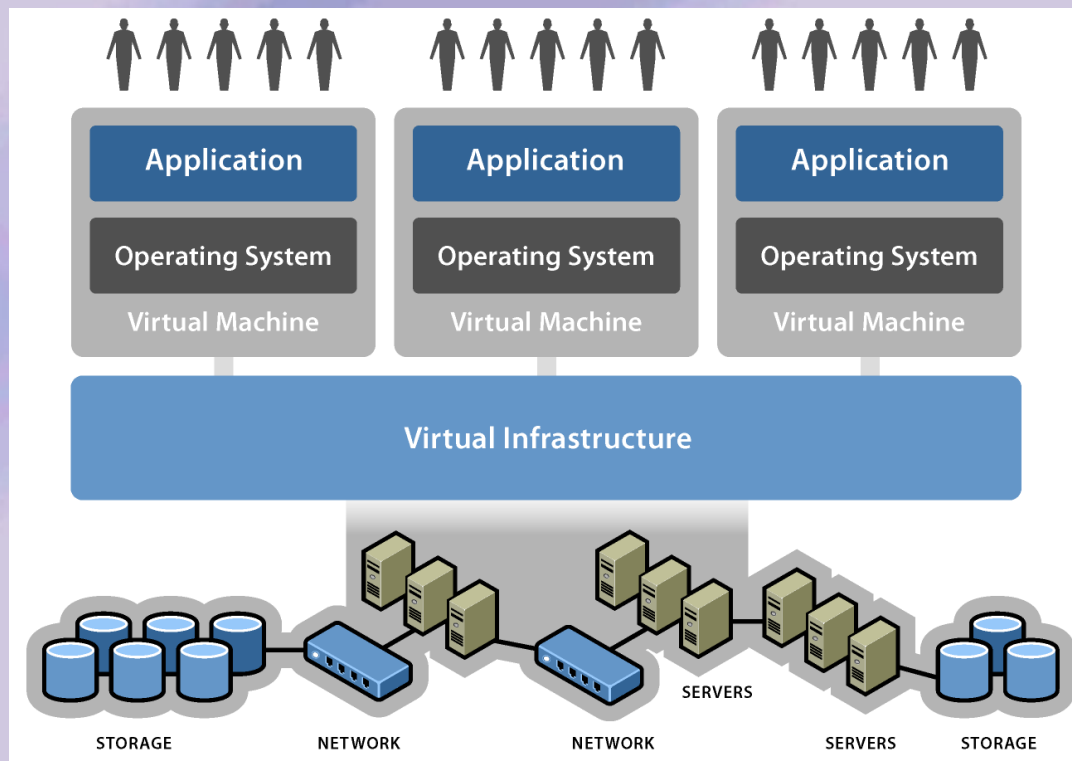 Application
Application
Application
Operating System
Operating System
Operating System
Virtual Machine
Virtual Machine
Virtual Machine
Virtual Infrastructure
SERVERS
STORAGE
NETWORK
NETWORK
SERVERS
STORAGE